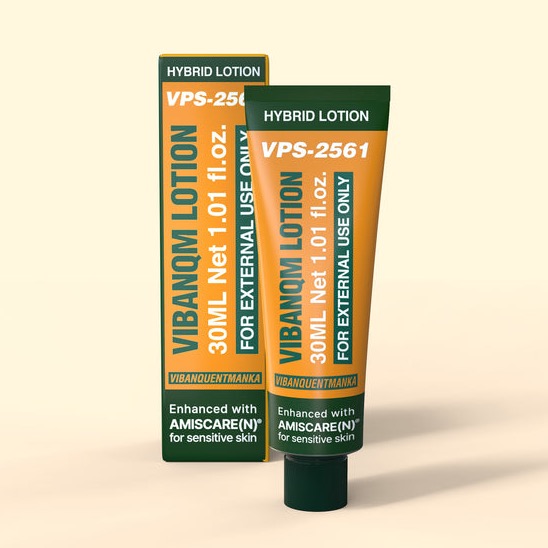 HYBRID LOTION
VPS-256
VIBANQM LOTION
30ML Net 1.01 fl.oz.
FOR EXTERNAL USE ONLY
VIBANQUENTMANKA
Enhanced with
AMISCARE(N)®
for sensitive skin
HYBRID LOTION
VPS-2561
VIBANQM LOTION
30ML Net 1.01 fl.oz.
FOR EXTERNAL USE ONLY
VIBANQUENTMANKA
Enhanced with
AMISCARE(N)®
for sensitive skin